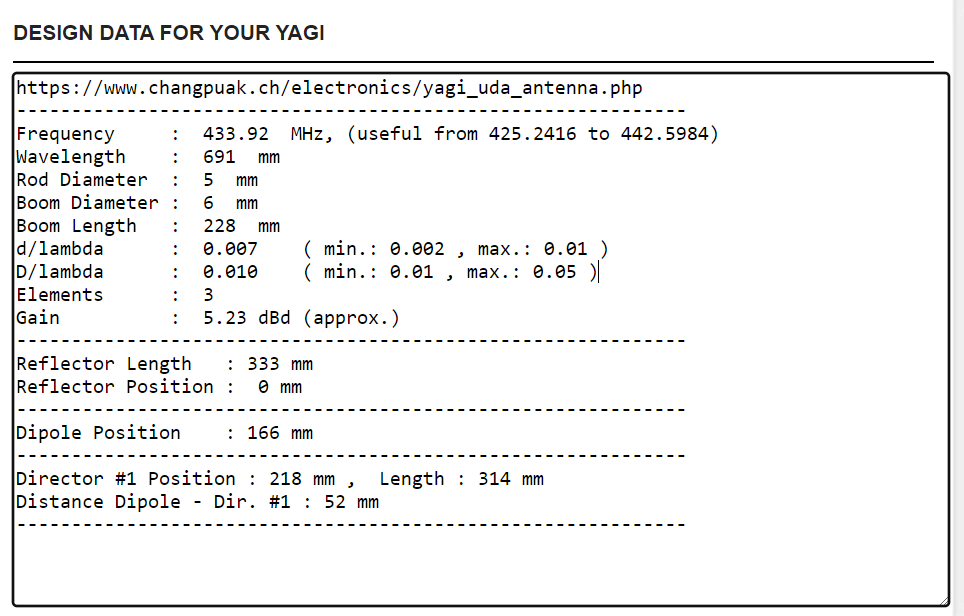 DESIGN DATA FOR YOUR YAGI
https://www.changpuak.ch/electronics/yagi_uda_antenna.php
-------------------------------------------------------------
Frequency     :  433.92  MHz, (useful from 425.2416 to 442.5984)
Wavelength    :  691  mm
Rod Diameter  :  5  mm
Boom Diameter :  6  mm
Boom Length   :  228  mm
d/lambda      :  0.007    ( min.: 0.002 , max.: 0.01 )
D/lambda      :  0.010    ( min.: 0.01 , max.: 0.05 )
Elements      :  3
Gain          :  5.23 dBd (approx.)
-------------------------------------------------------------
Reflector Length   : 333 mm
Reflector Position :  0 mm
-------------------------------------------------------------
Dipole Position    : 166 mm
-------------------------------------------------------------
Director #1 Position : 218 mm ,  Length : 314 mm
Distance Dipole - Dir. #1 : 52 mm
-------------------------------------------------------------